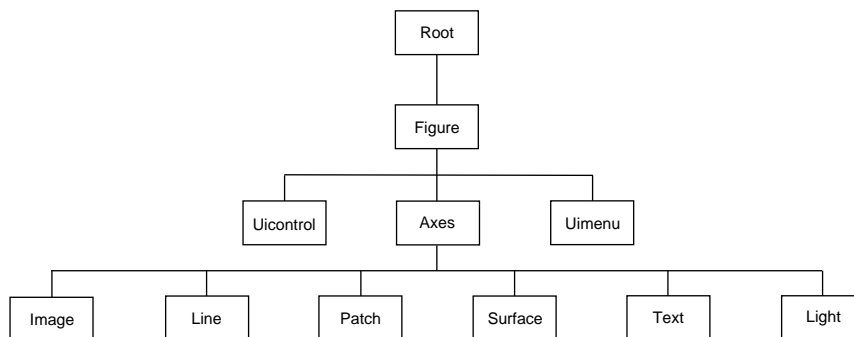 Root
Figure
Uicontrol Axes Uimenu
Image Line Patch Surface Text Light